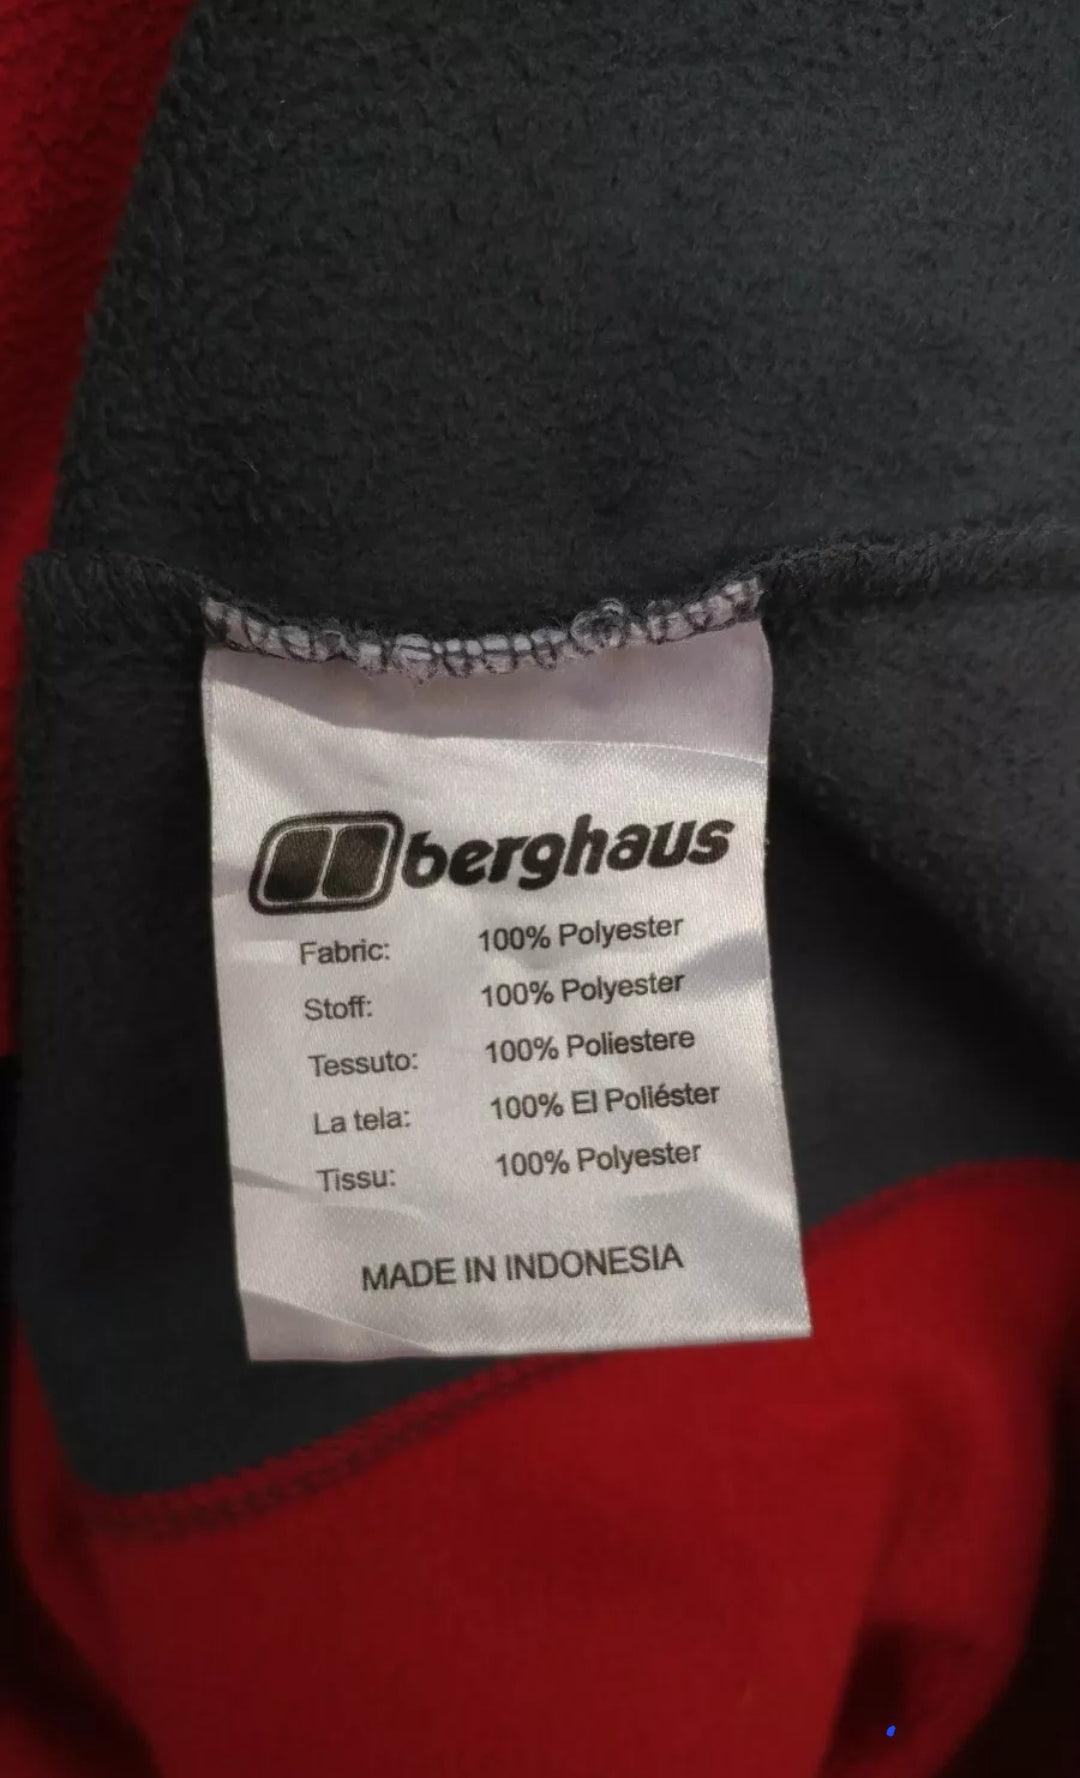 berghaus
Fabric: 100% Polyester
Stoff: 100% Polyester
Tessuto: 100% Poliestere
La tela: 100% El Poliéster
Tissu: 100% Polyester
MADE IN INDONESIA